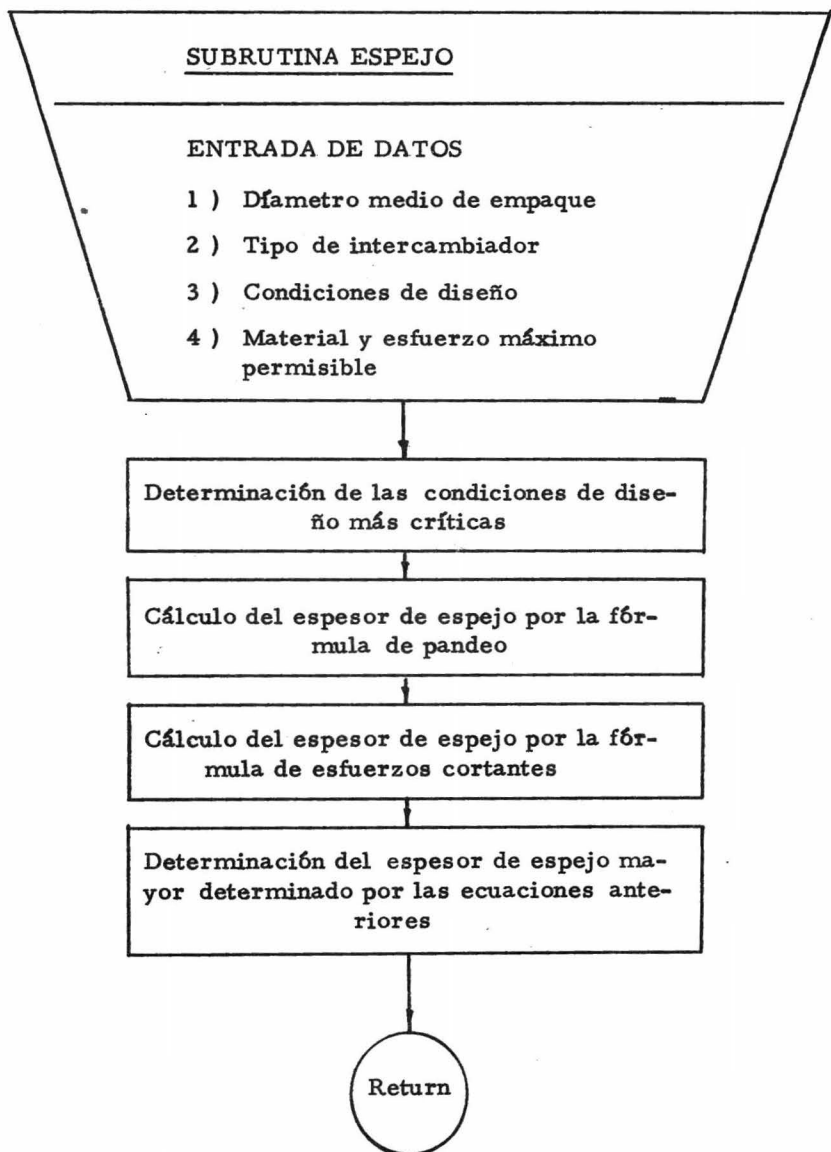 SUBRUTINA ESPEJO
ENTRADA DE DATOS
1 ) Díametro medio de empaque
2 ) Tipo de intercambiador
3 ) Condiciones de diseño
4 ) Material y esfuerzo máximo
permisible
Determinación de las condiciones de dise-
ño más críticas
Cálculo del espesor de espejo por la fór-
mula de pandeo
Cálculo del espesor de espejo por la fór-
mula de esfuerzos cortantes
Determinación del espesor de espejo ma-
yor determinado por las ecuaciones ante-
riores
Return